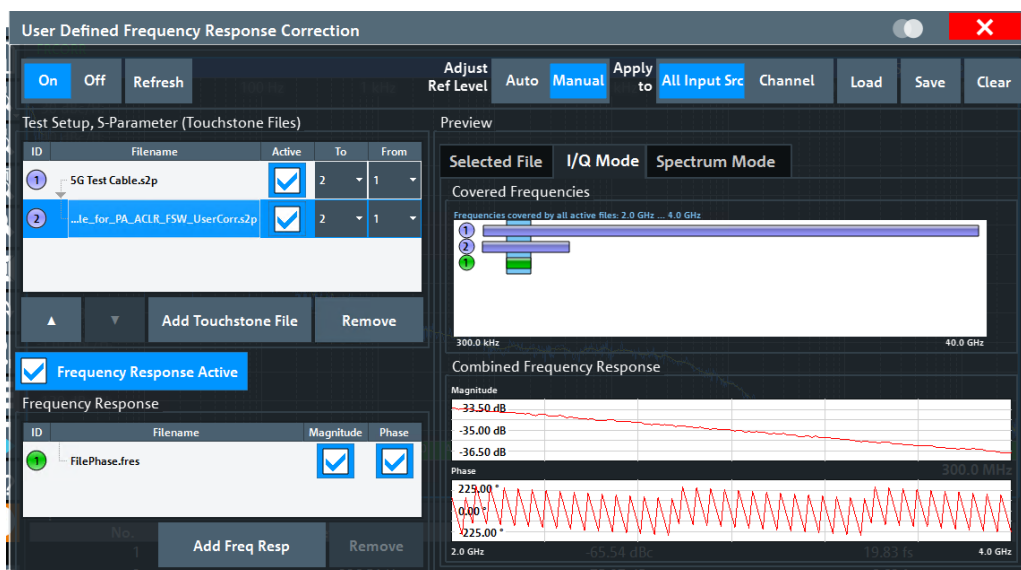 User Defined Frequency Response Correction
On Off Refresh Adjust Ref Level Auto Manual Apply to All Input Src Channel Load Save Clear
Test Setup, S-Parameter (Touchstone Files)
ID Filename Active To From
1 5G Test Cable.s2p 2 1
2 ...le_for_PA_ACLR_FSW_UserCorr.s2p 2 1
Add Touchstone File Remove
Frequency Response Active
Frequency Response
ID Filename Magnitude Phase
1 FilePhase.fres
No.
1
Add Freq Resp Remove
Preview
Selected File I/Q Mode Spectrum Mode
Covered Frequencies
Frequencies covered by all active files: 2.0 GHz ... 4.0 GHz
1
2
1
300.0 kHz 40.0 GHz
Combined Frequency Response
Magnitude
-33.50 dB
-35.00 dB
-36.50 dB
300.0 MHz
Phase
225.00 °
0.00 °
-225.00 °
2.0 GHz -65.54 dBc 19.83 fs 4.0 GHz